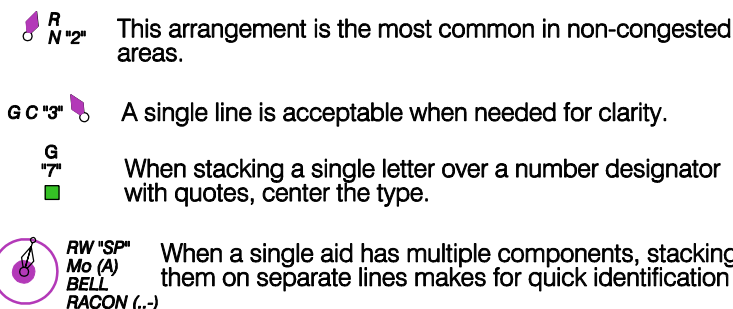 R
N "2"
This arrangement is the most common in non-congested
areas.
G C "3"
A single line is acceptable when needed for clarity.
G
"7"
When stacking a single letter over a number designator
with quotes, center the type.
RW "SP"
Mo (A)
BELL
RACON (..-)
When a single aid has multiple components, stacking
them on separate lines makes for quick identification